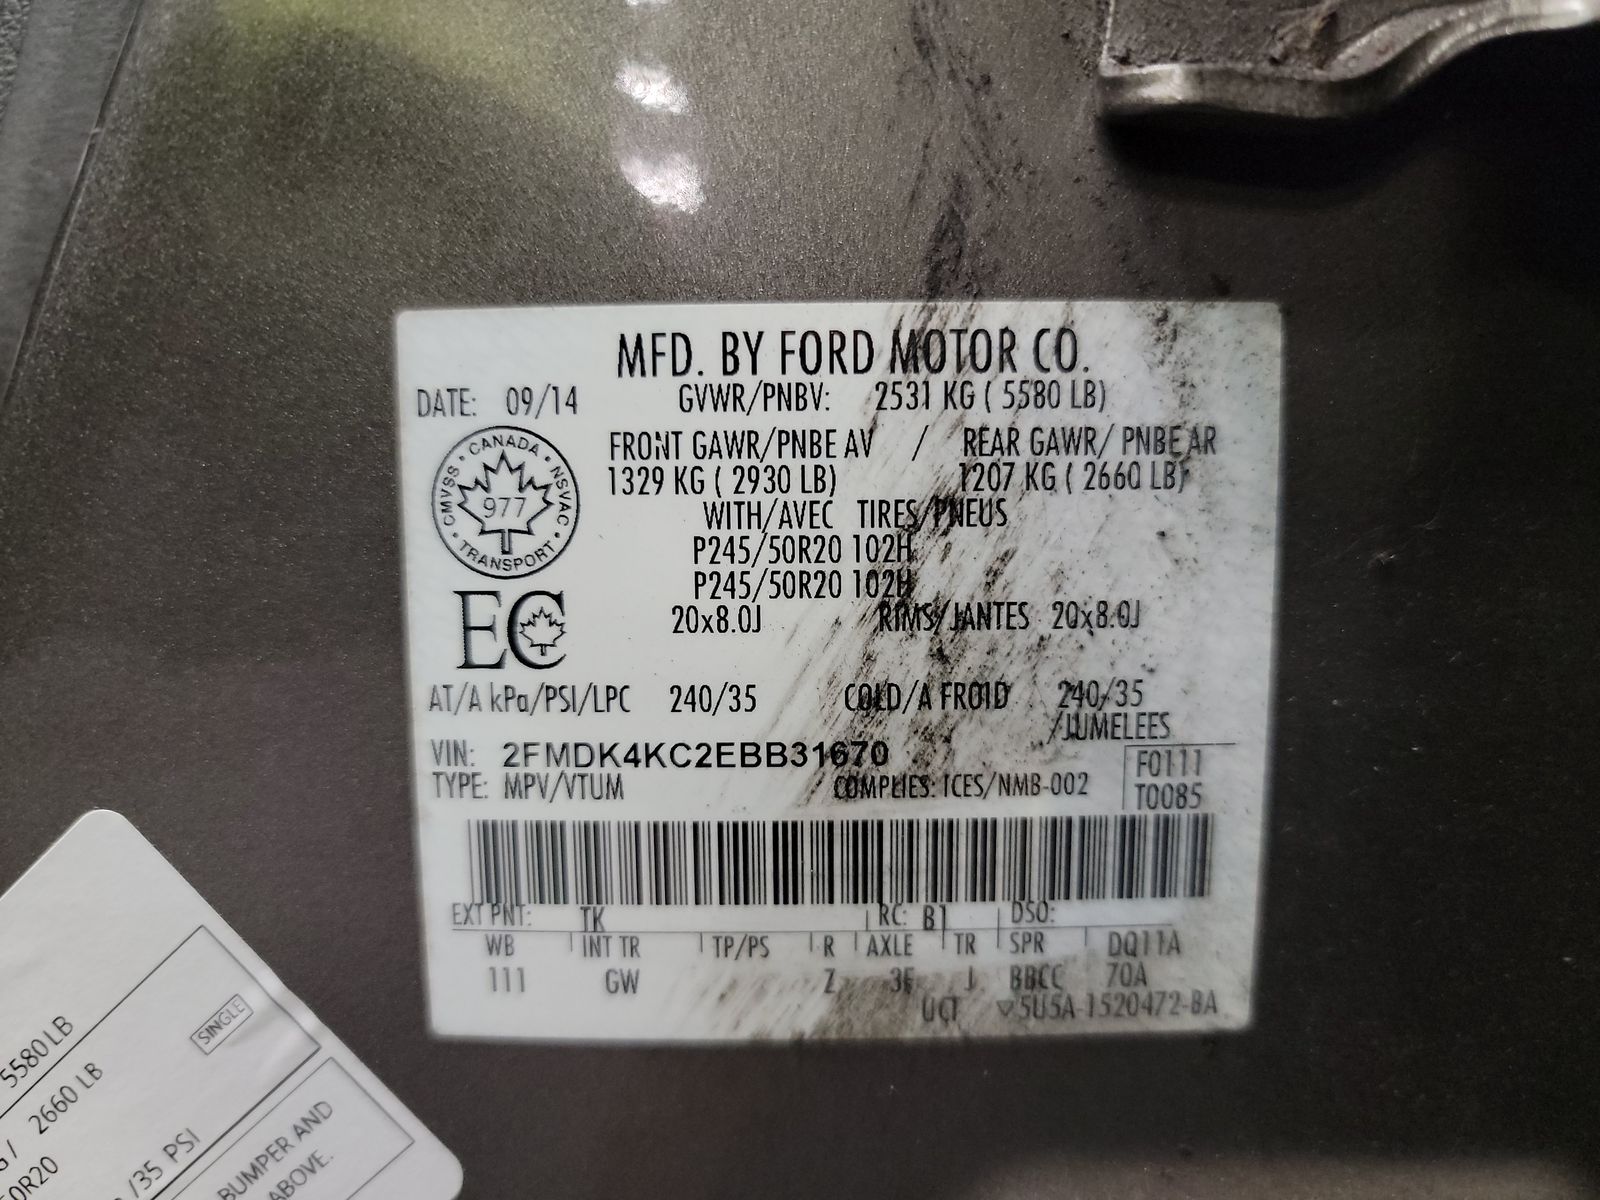 MFD. BY FORD MOTOR CO.
DATE: 09/14 GVWR/PNBV: 2531 KG ( 5580 LB)
FRONT GAWR/PNBE AV / REAR GAWR/ PNBE AR
1329 KG ( 2930 LB) 1207 KG ( 2660 LB)
WITH/AVEC TIRES/PNEUS
P245/50R20 102H
P245/50R20 102H
20x8.0J RIMS/JANTES 20x8.0J
CANADA
CMVSS · NSVAC
977
TRANSPORT
EC
AT/A kPa/PSI/LPC 240/35 COLD/A FROID 240/35
/JUMELEES
VIN: 2FMDK4KC2EBB31670
F0111
TYPE: MPV/VTUM COMPLIES: ICES/NMB-002
T0085
EXT PNT: TK RC: B1 DSO:
WB INT TR TP/PS R AXLE TR SPR DQ11A
111 GW Z 3F J BBCC 70A
UCT 5U5A-1520472-BA
5580 LB
/ 2660 LB
0R20
/35 PSI
SINGLE
BUMPER AND
ABOVE.